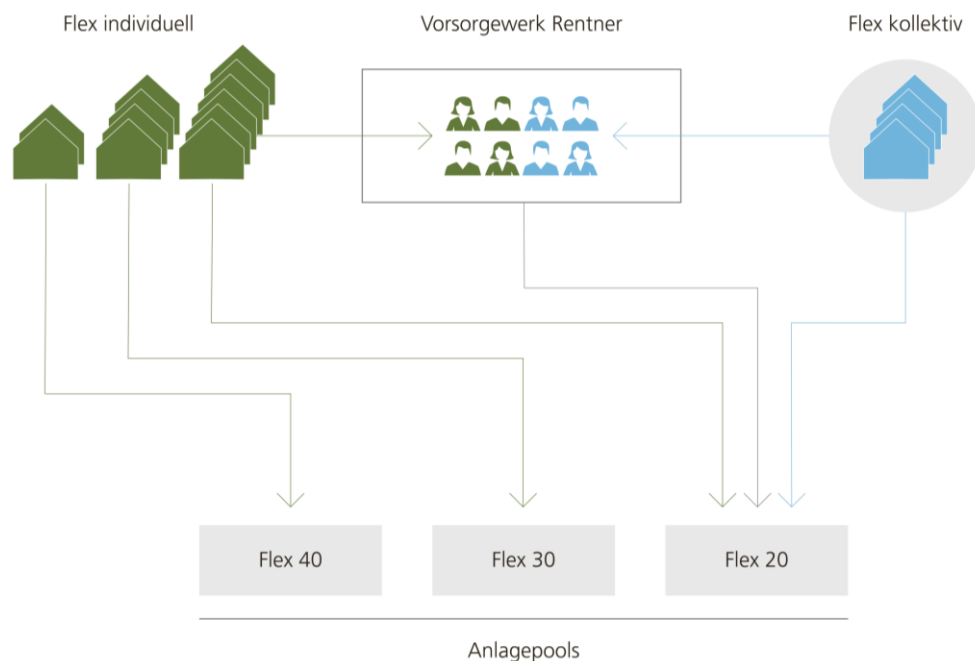 Flex individuell
Vorsorgewerk Rentner
Flex kollektiv
Flex 40
Flex 30
Flex 20
Anlagepools